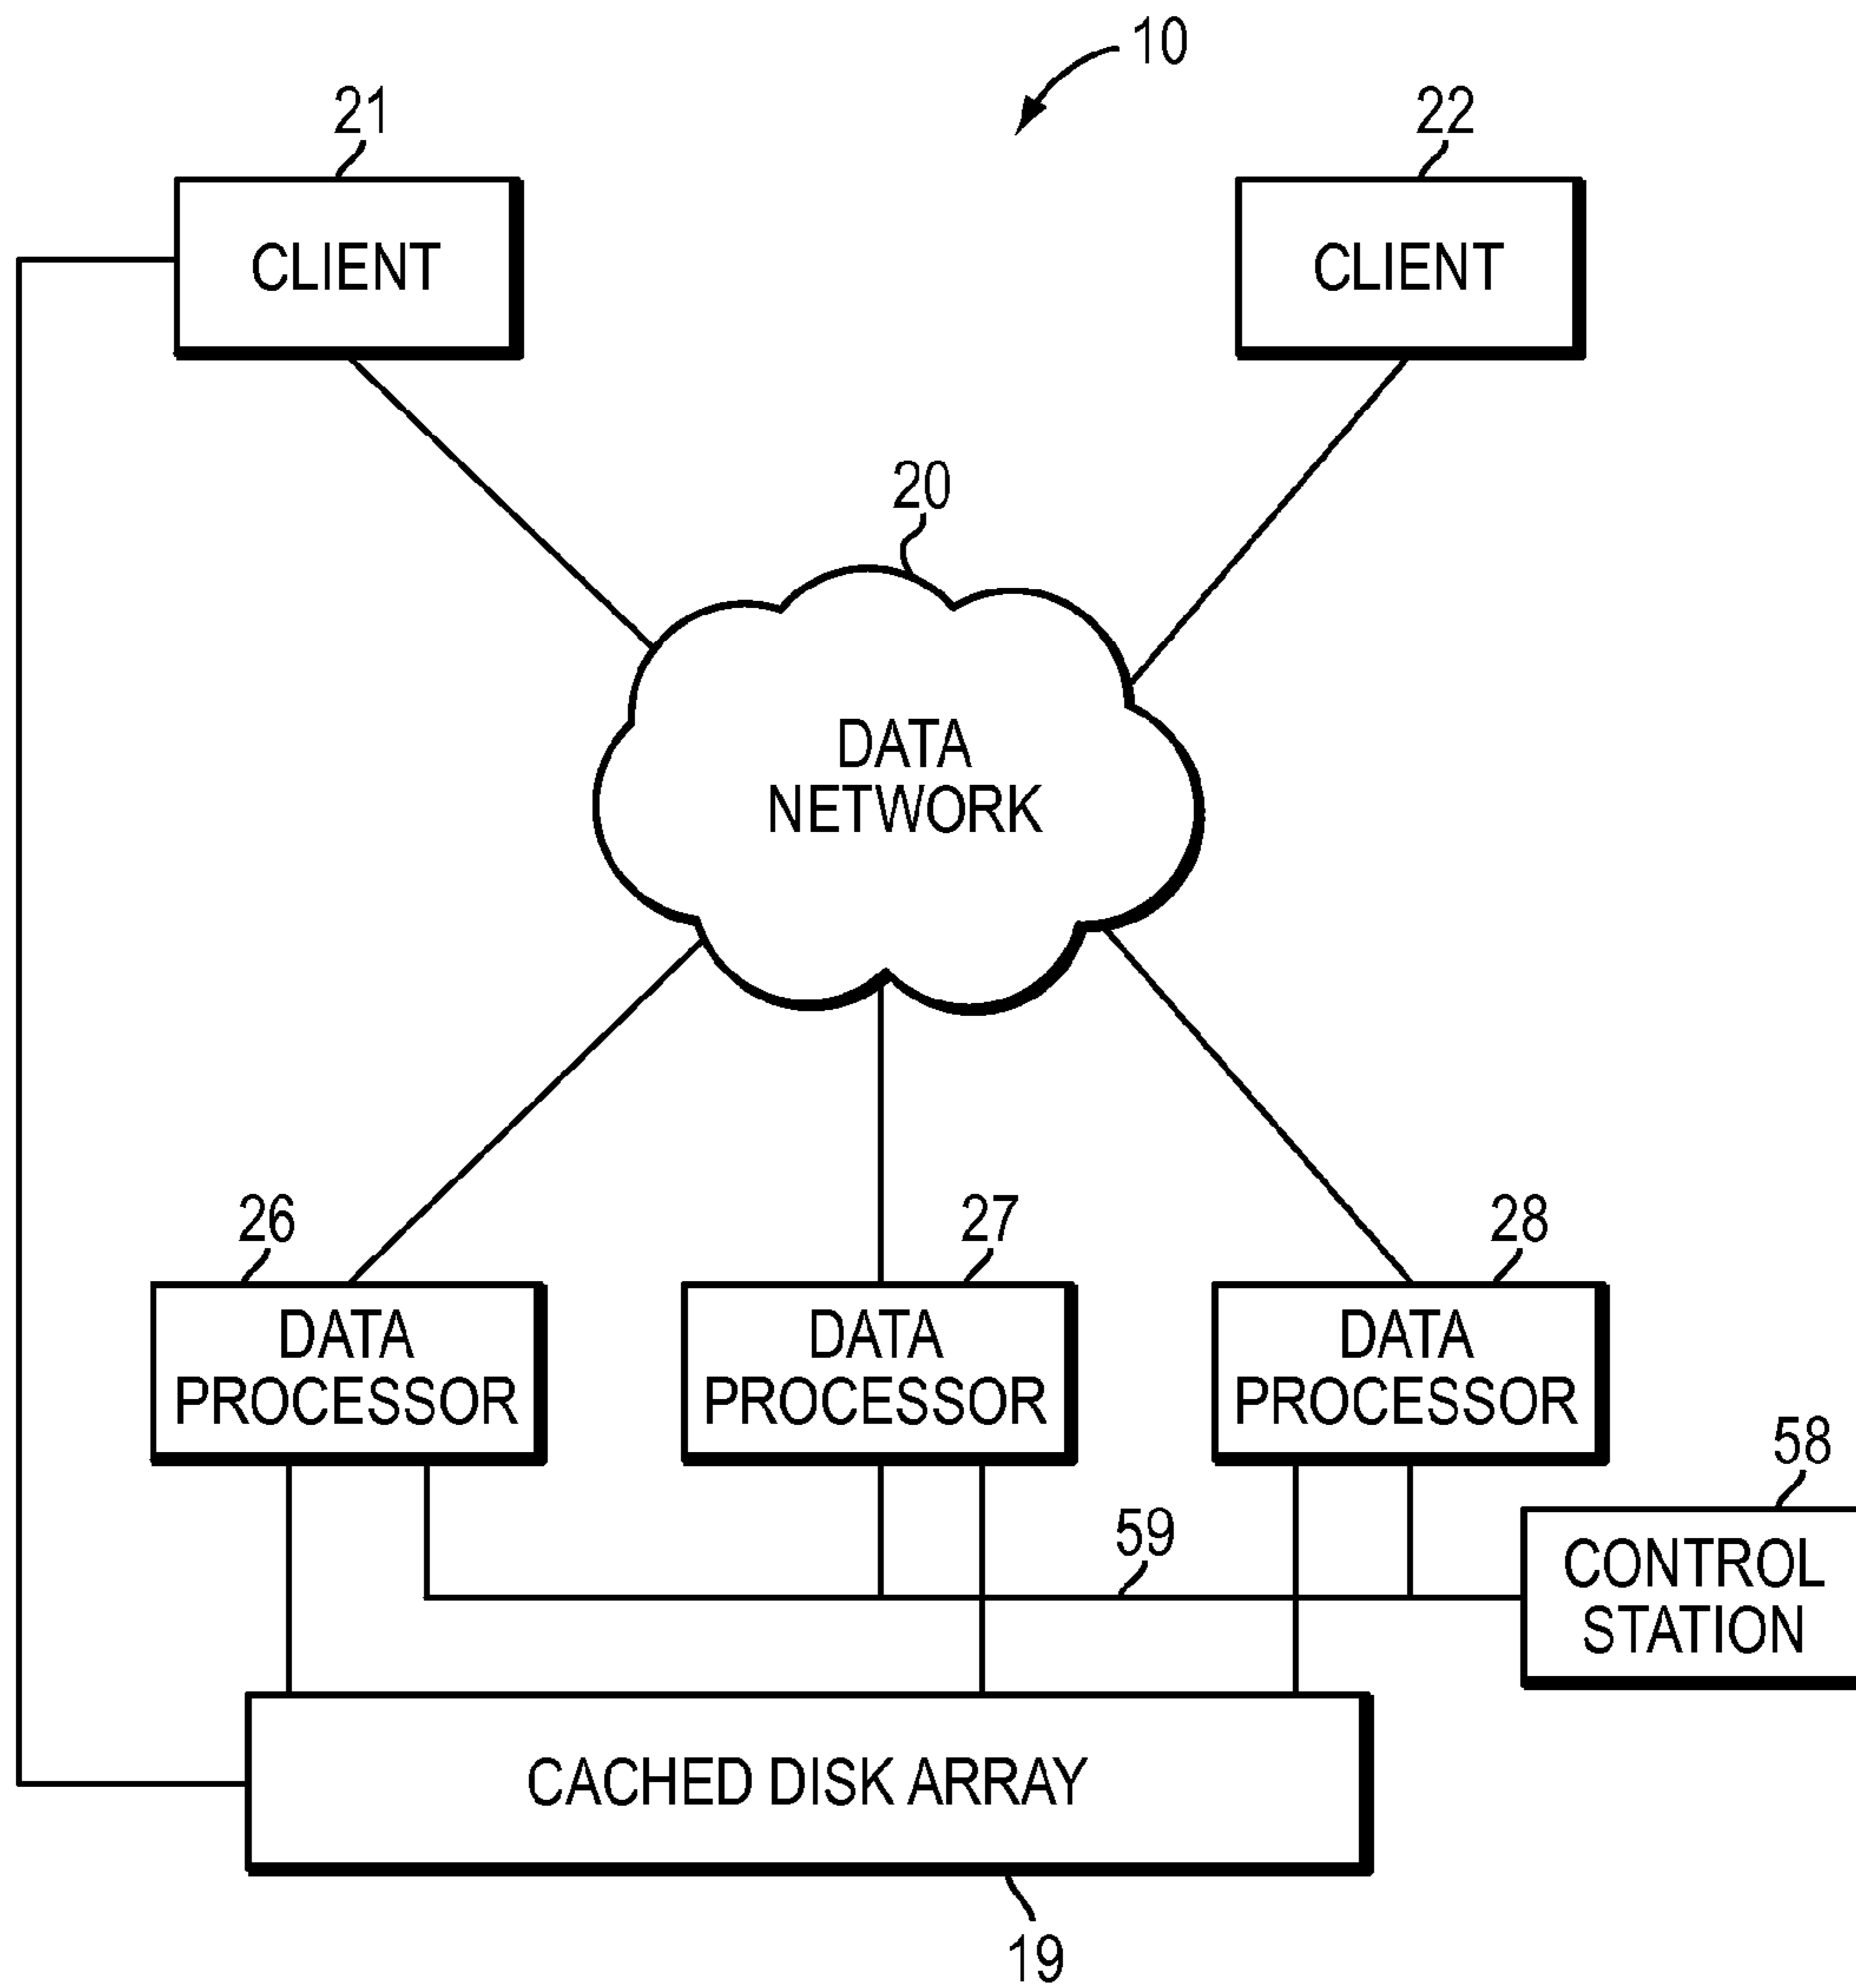 10
21
22
CLIENT
CLIENT
20
DATA
NETWORK
26
27
28
DATA
PROCESSOR
DATA
PROCESSOR
DATA
PROCESSOR
58
59
CONTROL
STATION
CACHED DISK ARRAY
19